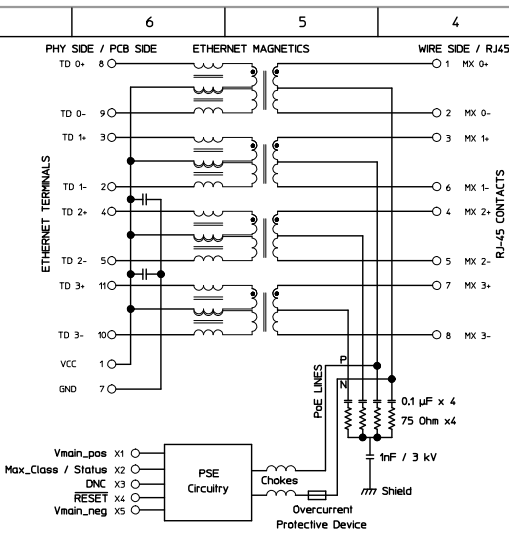 6 5 4
PHY SIDE / PCB SIDE ETHERNET MAGNETICS WIRE SIDE / RJ45
TD 0+ 8 1 MX 0+
TD 0- 9 2 MX 0-
TD 1+ 3 3 MX 1+
TD 1- 2 6 MX 1-
TD 2+ 4 4 MX 2+
TD 2- 5 5 MX 2-
TD 3+ 11 7 MX 3+
TD 3- 10 8 MX 3-
ETHERNET TERMINALS
RJ-45 CONTACTS
VCC 1
GND 7
PoE LINES
P
N
0.1 µF x 4
75 Ohm x4
1nF / 3 kV
Shield
Vmain_pos X1
Max_Class / Status X2
DNC X3
RESET X4
Vmain_neg X5
PSE
Circuitry
Chokes
Overcurrent
Protective Device